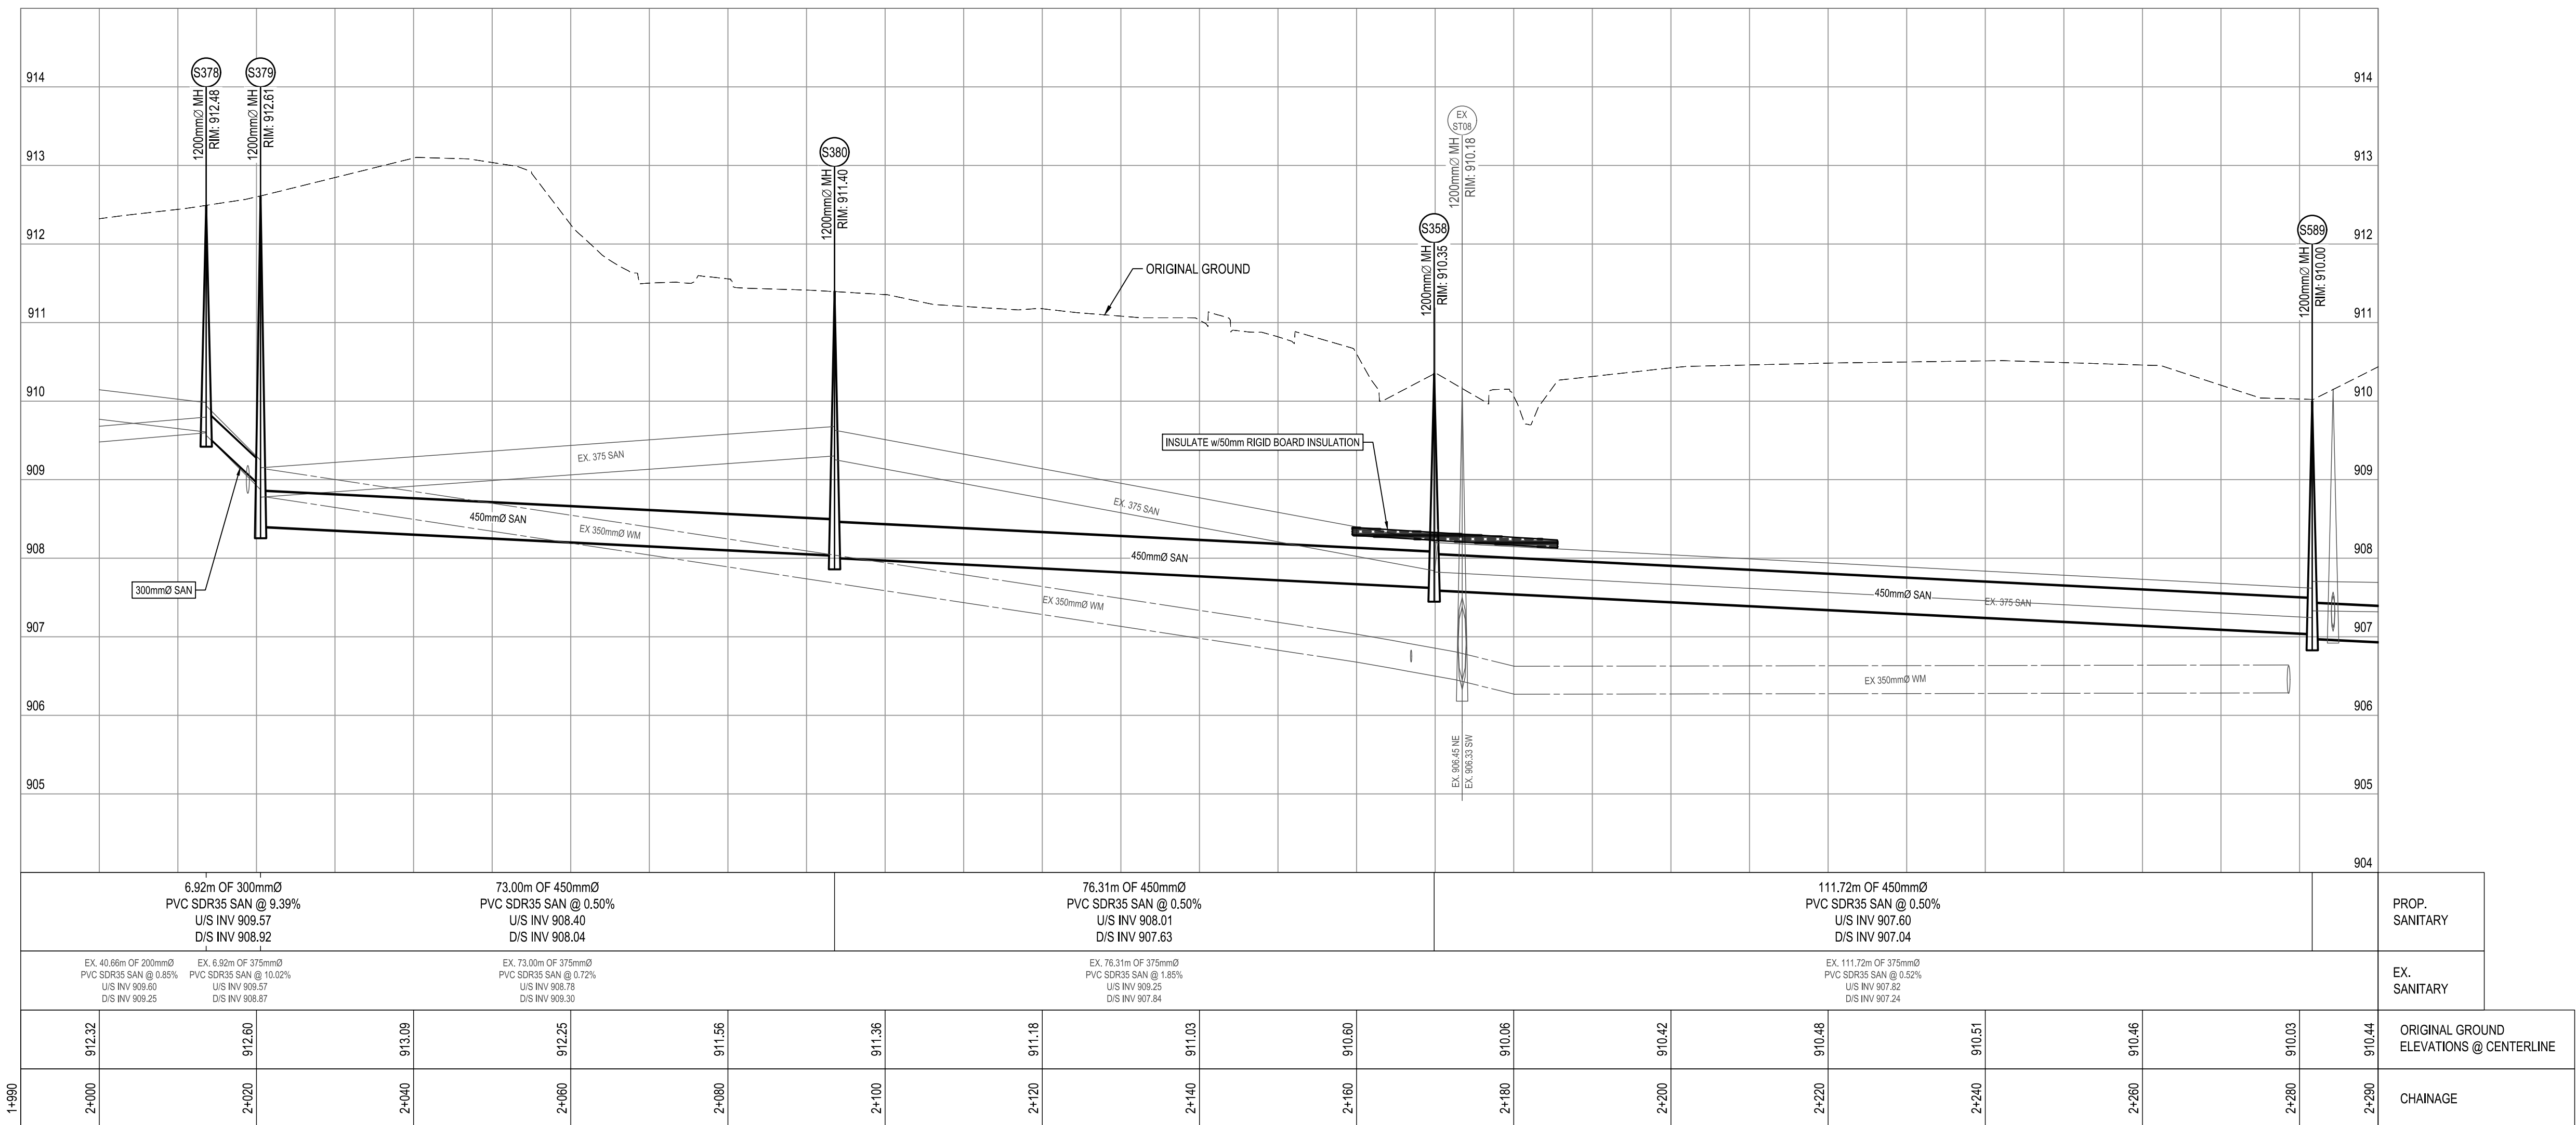 S378
1200mmØ MH
RIM: 912.48
S379
1200mmØ MH
RIM: 912.61
S380
1200mmØ MH
RIM: 911.40
S358
1200mmØ MH
RIM: 910.35
EX
ST08
1200mmØ MH
RIM: 910.18
S589
1200mmØ MH
RIM: 910.00
914
913
912
911
910
909
908
907
906
905
914
913
912
911
910
909
908
907
906
905
904
ORIGINAL GROUND
INSULATE w/50mm RIGID BOARD INSULATION
300mmØ SAN
EX. 375 SAN
450mmØ SAN
EX 350mmØ WM
EX. 375 SAN
450mmØ SAN
EX 350mmØ WM
450mmØ SAN
EX. 375 SAN
EX 350mmØ WM
EX. 906.45 NE
EX. 906.33 SW
6.92m OF 300mmØ
PVC SDR35 SAN @ 9.39%
U/S INV 909.57
D/S INV 908.92
73.00m OF 450mmØ
PVC SDR35 SAN @ 0.50%
U/S INV 908.40
D/S INV 908.04
76.31m OF 450mmØ
PVC SDR35 SAN @ 0.50%
U/S INV 908.01
D/S INV 907.63
111.72m OF 450mmØ
PVC SDR35 SAN @ 0.50%
U/S INV 907.60
D/S INV 907.04
PROP.
SANITARY
EX. 40.66m OF 200mmØ
PVC SDR35 SAN @ 0.85%
U/S INV 909.60
D/S INV 909.25
EX. 6.92m OF 375mmØ
PVC SDR35 SAN @ 10.02%
U/S INV 909.57
D/S INV 908.87
EX. 73.00m OF 375mmØ
PVC SDR35 SAN @ 0.72%
U/S INV 908.78
D/S INV 909.30
EX. 76.31m OF 375mmØ
PVC SDR35 SAN @ 1.85%
U/S INV 909.25
D/S INV 907.84
EX. 111.72m OF 375mmØ
PVC SDR35 SAN @ 0.52%
U/S INV 907.82
D/S INV 907.24
EX.
SANITARY
912.32
912.60
913.09
912.25
911.56
911.36
911.18
911.03
910.60
910.06
910.42
910.48
910.51
910.46
910.03
910.44
ORIGINAL GROUND
ELEVATIONS @ CENTERLINE
1+990
2+000
2+020
2+040
2+060
2+080
2+100
2+120
2+140
2+160
2+180
2+200
2+220
2+240
2+260
2+280
2+290
CHAINAGE